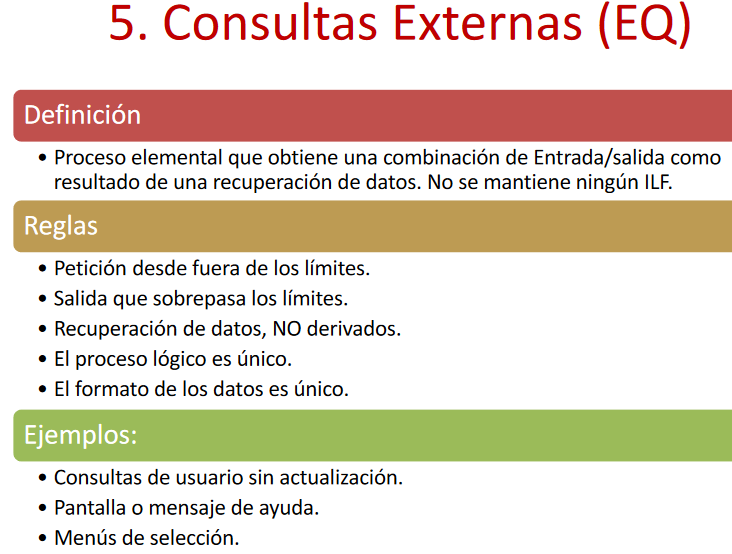 5. Consultas Externas (EQ)
Definición
• Proceso elemental que obtiene una combinación de Entrada/salida como
resultado de una recuperación de datos. No se mantiene ningún ILF.
Reglas
• Petición desde fuera de los límites.
• Salida que sobrepasa los límites.
• Recuperación de datos, NO derivados.
• El proceso lógico es único.
• El formato de los datos es único.
Ejemplos:
• Consultas de usuario sin actualización.
• Pantalla o mensaje de ayuda.
• Menús de selección.